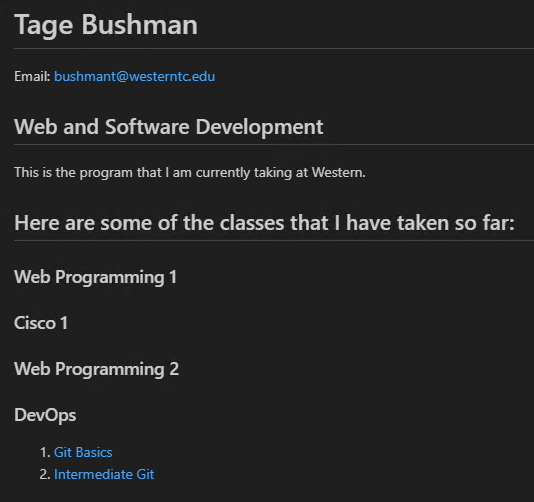 Tage Bushman
Email: bushmant@westerntc.edu
Web and Software Development
This is the program that I am currently taking at Western.
Here are some of the classes that I have taken so far:
Web Programming 1
Cisco 1
Web Programming 2
DevOps
1. Git Basics
2. Intermediate Git